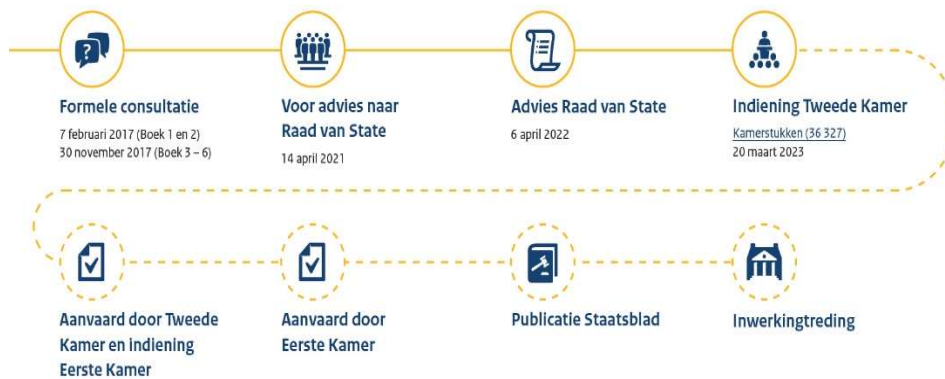 ?
Formele consultatie
7 februari 2017 (Boek 1 en 2)
30 november 2017 (Boek 3 – 6)
Voor advies naar
Raad van State
14 april 2021
Advies Raad van State
6 april 2022
Indiening Tweede Kamer
Kamerstukken (36 327)
20 maart 2023
Aanvaard door Tweede
Kamer en indiening
Eerste Kamer
Aanvaard door
Eerste Kamer
Publicatie Staatsblad
Inwerkingtreding